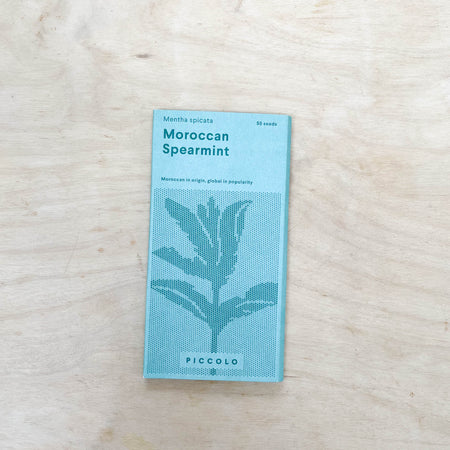 Mentha spicata 50 seeds
Moroccan
Spearmint
Moroccan in origin, global in popularity
PICCOLO